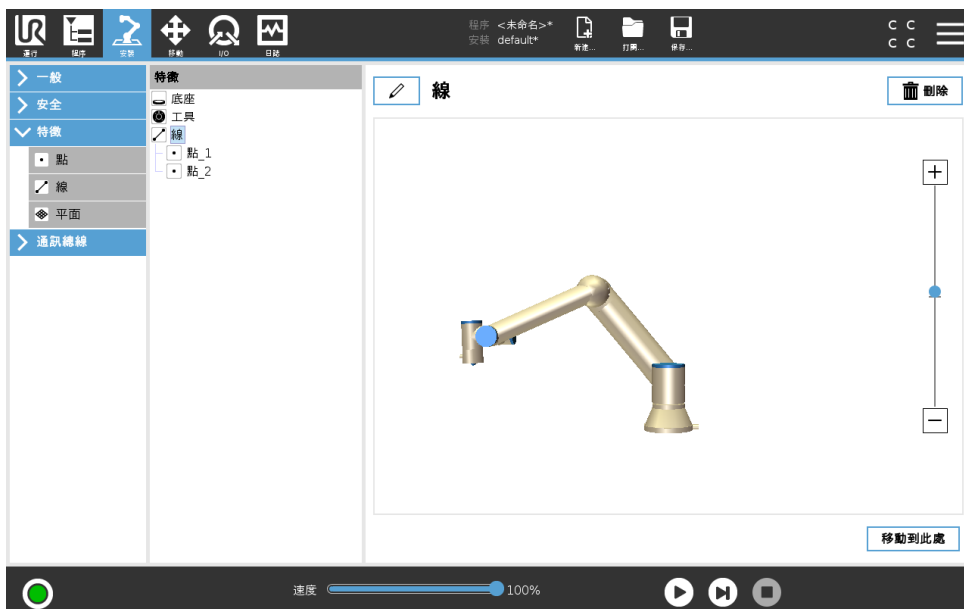 UR
程序 <未命名>*
安裝 default*
C C
C C
運行
程序
安裝
移動
I/O
日誌
新建...
打開...
保存...
一般
安全
特徵
點
線
平面
通訊總線
特徵
底座
工具
線
點_1
點_2
線
刪除
+
−
移動到此處
速度
100%